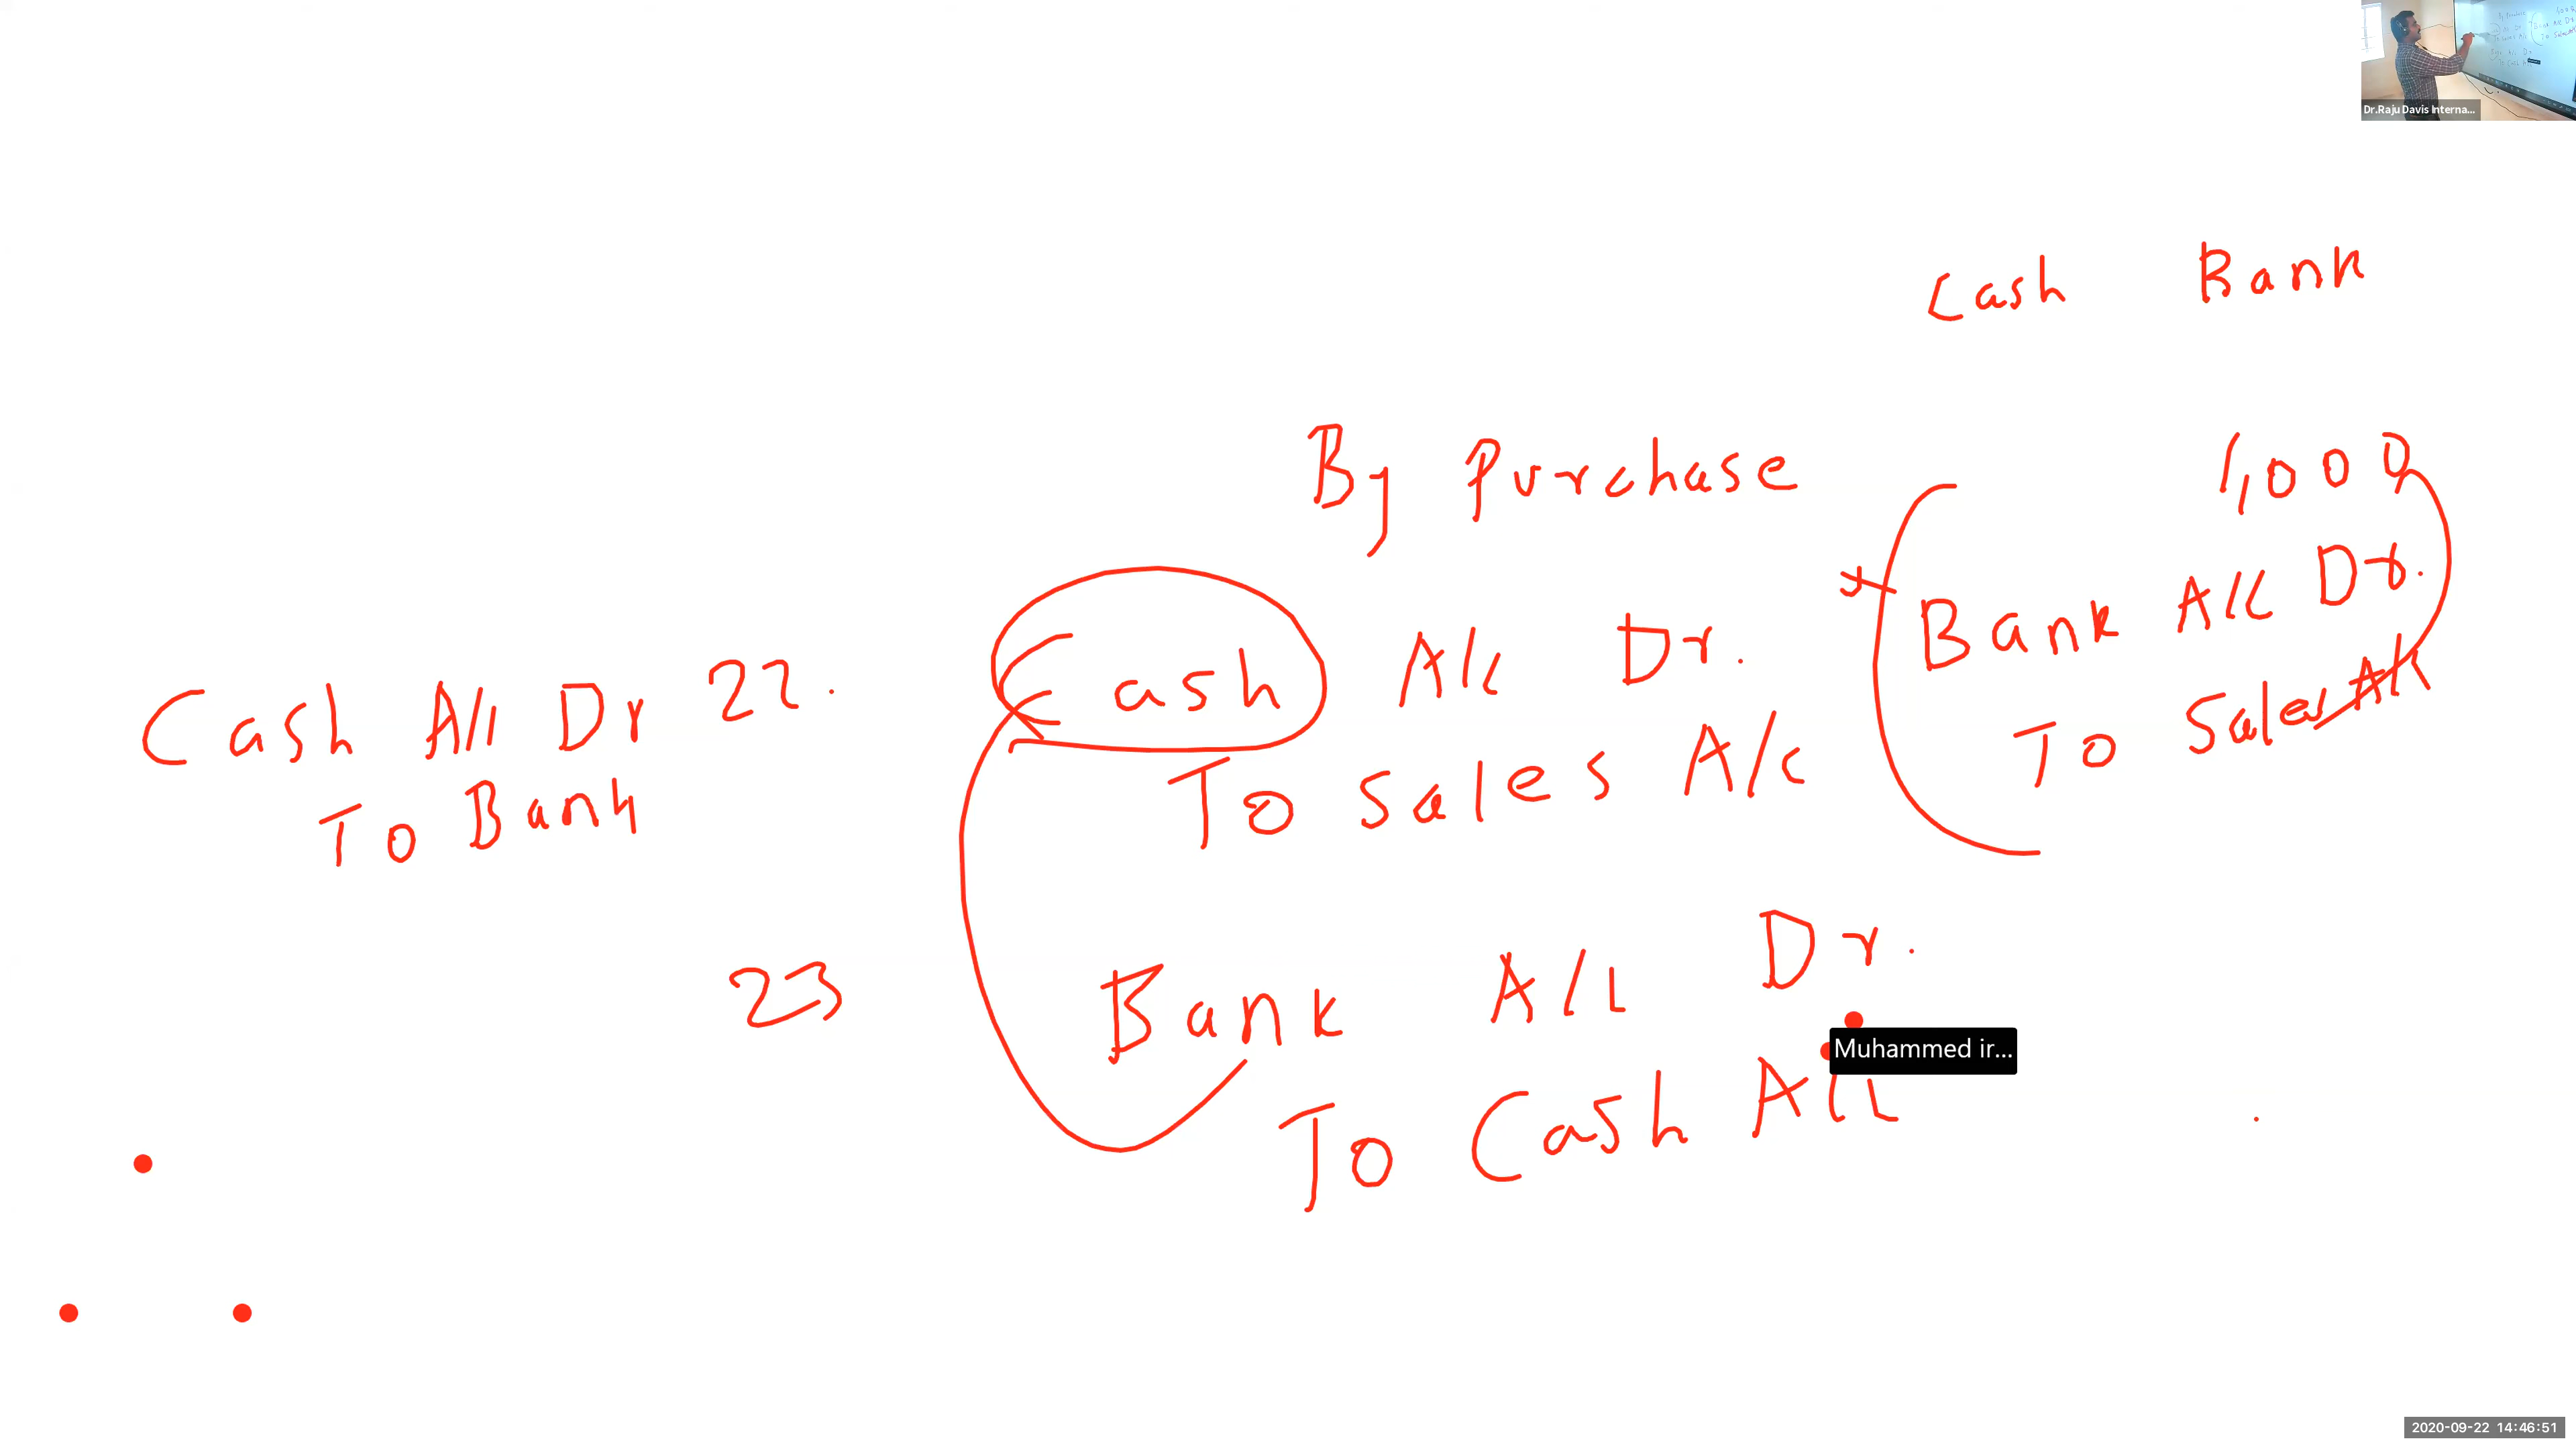 Dr.Raju Davis Interna...
Cash Bank
By Purchase 1,000
Cash A/c Dr 22. Cash A/c Dr. Bank A/c Dr.
To Bank To Sales A/c To Sales A/c
23 Bank A/c Dr.
Muhammed ir...
To Cash A/c
2020-09-22 14:46:51